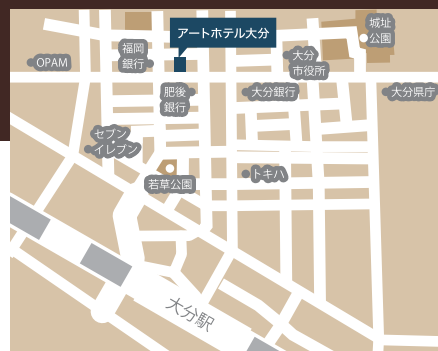 アートホテル大分
城址
公園
福岡
銀行
OPAM
大分
市役所
肥後
銀行
大分銀行
大分県庁
セブン
イレブン
トキハ
若草公園
大分駅